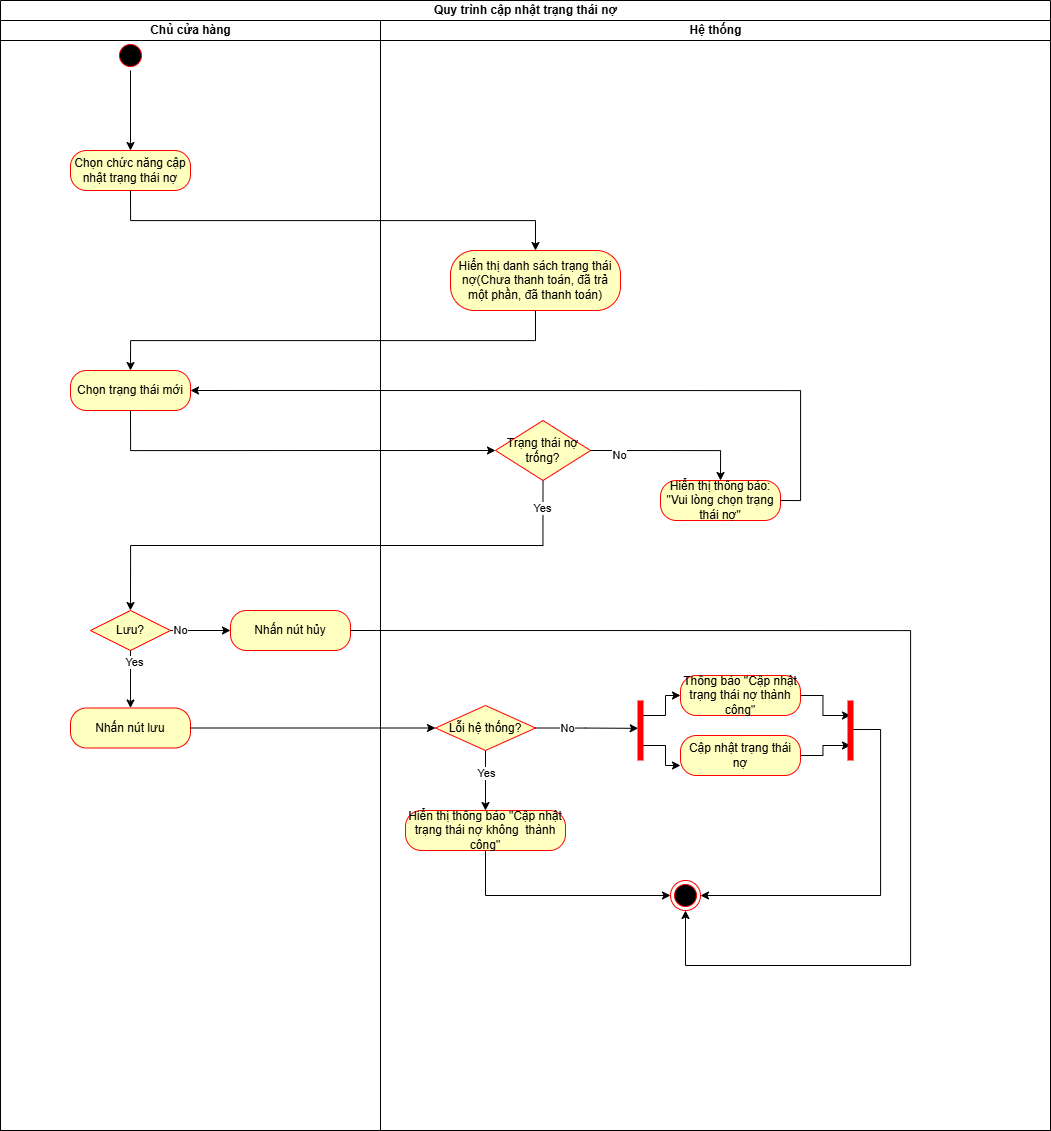 Quy trình cập nhật trạng thái nợ
Chủ cửa hàng
Hệ thống
Chọn chức năng cập
nhật trạng thái nợ
Hiển thị danh sách trạng thái
nợ(Chưa thanh toán, đã trả
một phần, đã thanh toán)
Chọn trạng thái mới
Trạng thái nợ
trống?
No
Hiển thị thông báo:
"Vui lòng chọn trạng
thái nợ"
Yes
Lưu?
No
Nhấn nút hủy
Yes
Thông báo "Cập nhật
trạng thái nợ thành
công"
Nhấn nút lưu
Lỗi hệ thống?
No
Cập nhật trạng thái
nợ
Yes
Hiển thị thông báo "Cập nhật
trạng thái nợ không  thành
công"